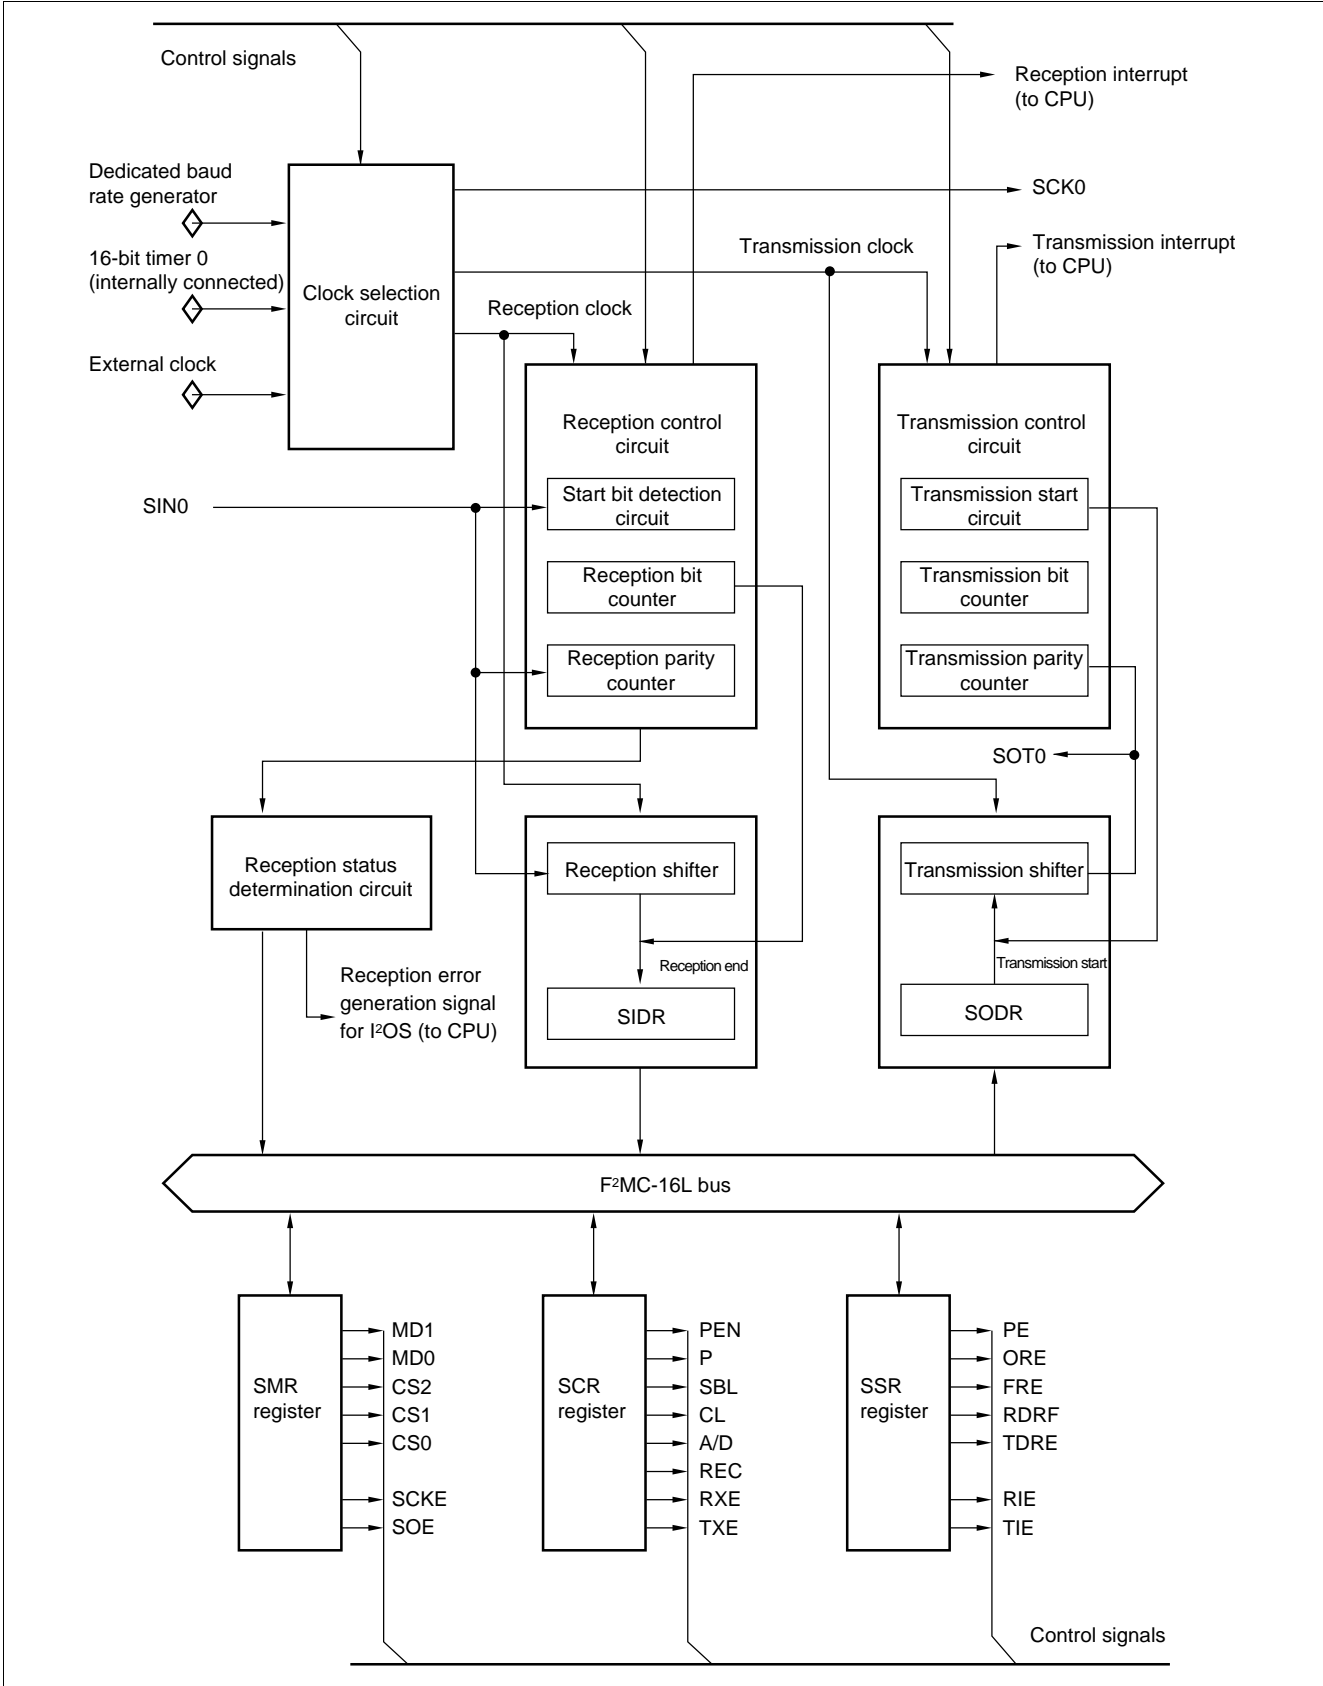 Control signals
Reception interrupt
(to CPU)
Dedicated baud
rate generator
SCK0
Transmission interrupt
(to CPU)
Transmission clock
16-bit timer 0
(internally connected)
Clock selection
circuit
Reception clock
External clock
Reception control
circuit
Transmission control
circuit
SIN0
Start bit detection
circuit
Transmission start
circuit
Reception bit
counter
Transmission bit
counter
Reception parity
counter
Transmission parity
counter
SOT0
Reception status
determination circuit
Reception shifter
Transmission shifter
Reception end
Transmission start
Reception error
generation signal
for I²OS (to CPU)
SIDR
SODR
F²MC-16L bus
SMR
register
MD1
MD0
CS2
CS1
CS0
SCKE
SOE
SCR
register
PEN
P
SBL
CL
A/D
REC
RXE
TXE
SSR
register
PE
ORE
FRE
RDRF
TDRE
RIE
TIE
Control signals